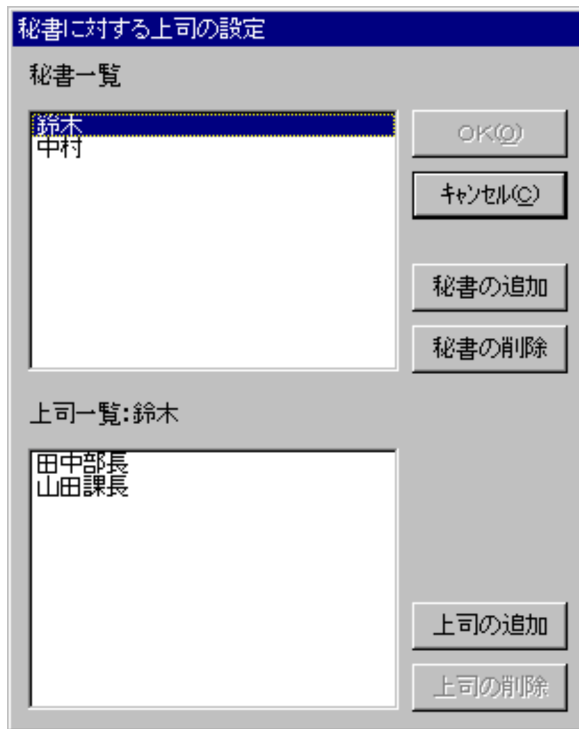 秘書に対する上司の設定
秘書一覧
鈴木
中村
OK(O)
ｷｬﾝｾﾙ(C)
秘書の追加
秘書の削除
上司一覧:鈴木
田中部長
山田課長
上司の追加
上司の削除